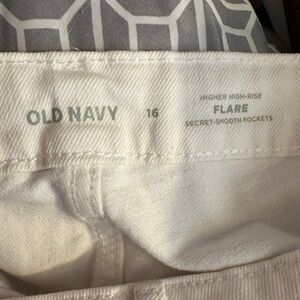 OLD NAVY 16
HIGHER HIGH-RISE
FLARE
SECRET-SMOOTH POCKETS